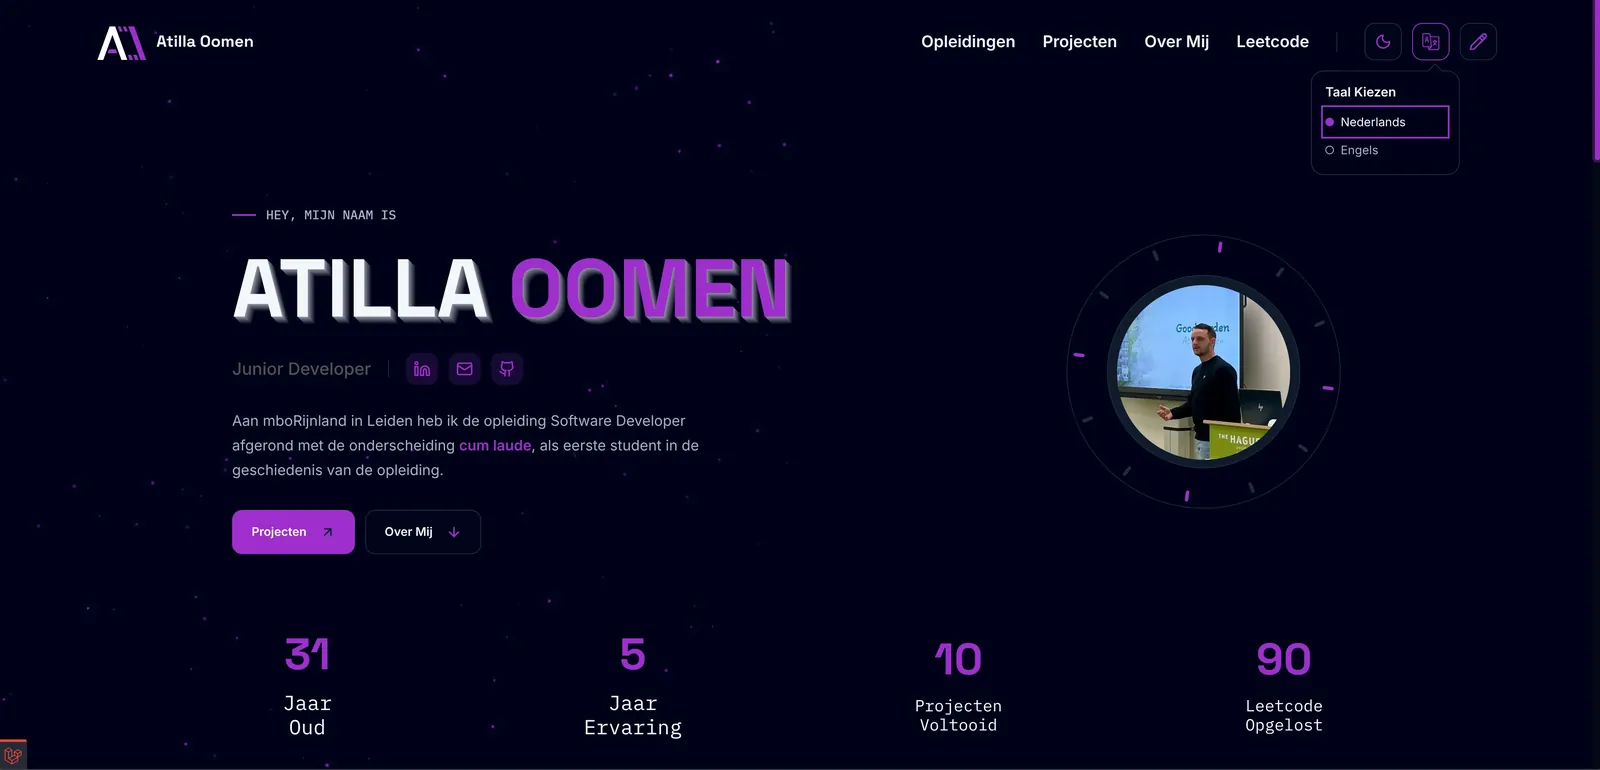 Atilla Oomen
Opleidingen
Projecten
Over Mij
Leetcode
Taal Kiezen
Nederlands
Engels
HEY, MIJN NAAM IS
ATILLA OOMEN
Junior Developer
Aan mboRijnland in Leiden heb ik de opleiding Software Developer
afgerond met de onderscheiding cum laude, als eerste student in de
geschiedenis van de opleiding.
Projecten
Over Mij
THE HAGU
31
Jaar
Oud
5
Jaar
Ervaring
10
Projecten
Voltooid
90
Leetcode
Opgelost